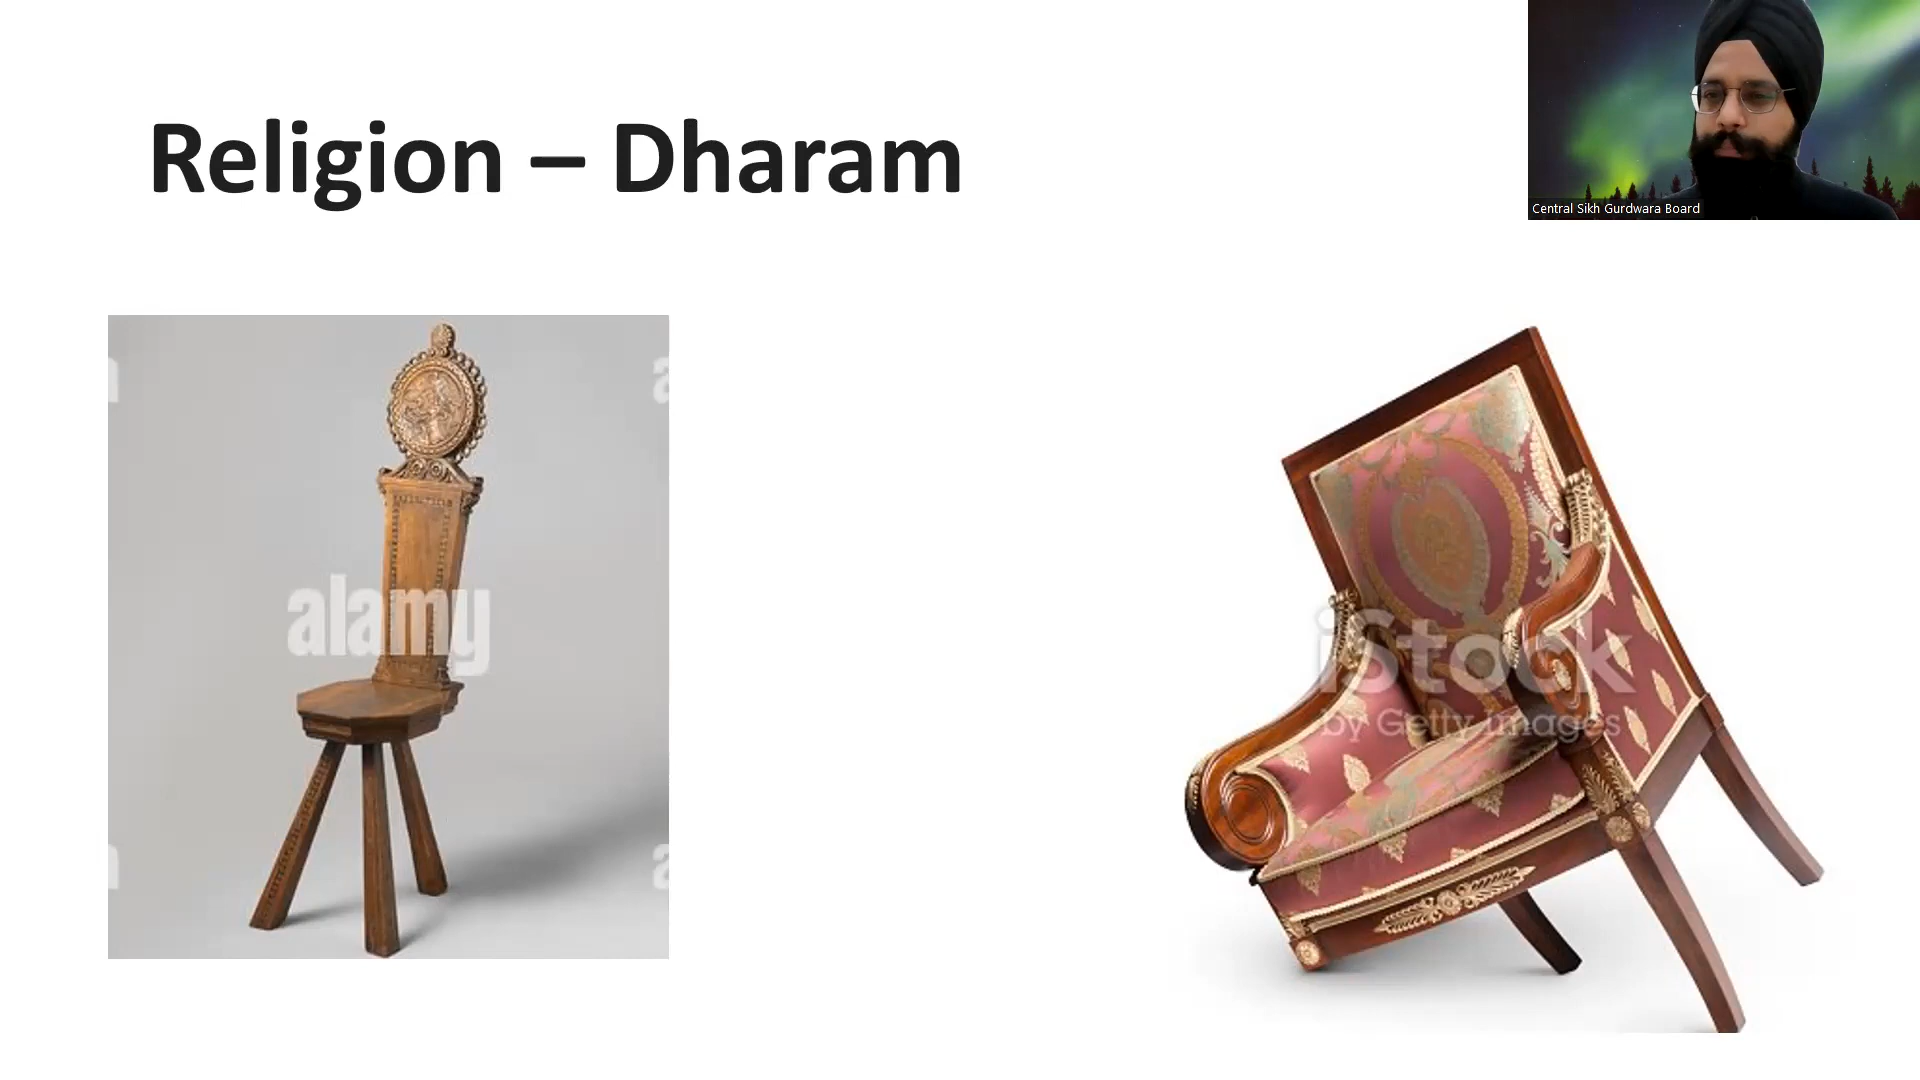 Religion – Dharam
Central Sikh Gurdwara Board
alamy
iStock
by Getty Images
a
a